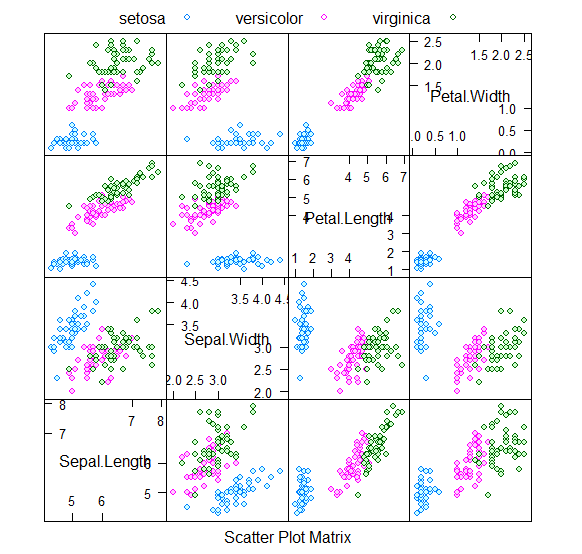 setosa versicolor virginica
2.5 1.5 2.0 2.5
2.0
1.5
Petal.Width
1.0
0.5
0.0 0.5 1.0
0.0
7 4 5 6 7
6
5
4 Petal.Length 4
3
2
1 2 3 4 1
4.5
4.0 3.5 4.0 4.5
3.5
Sepal.Width 3.0
2.5
2.0 2.5 3.0 2.0
8 7 8
7
Sepal.Length 6
5 6 5
Scatter Plot Matrix